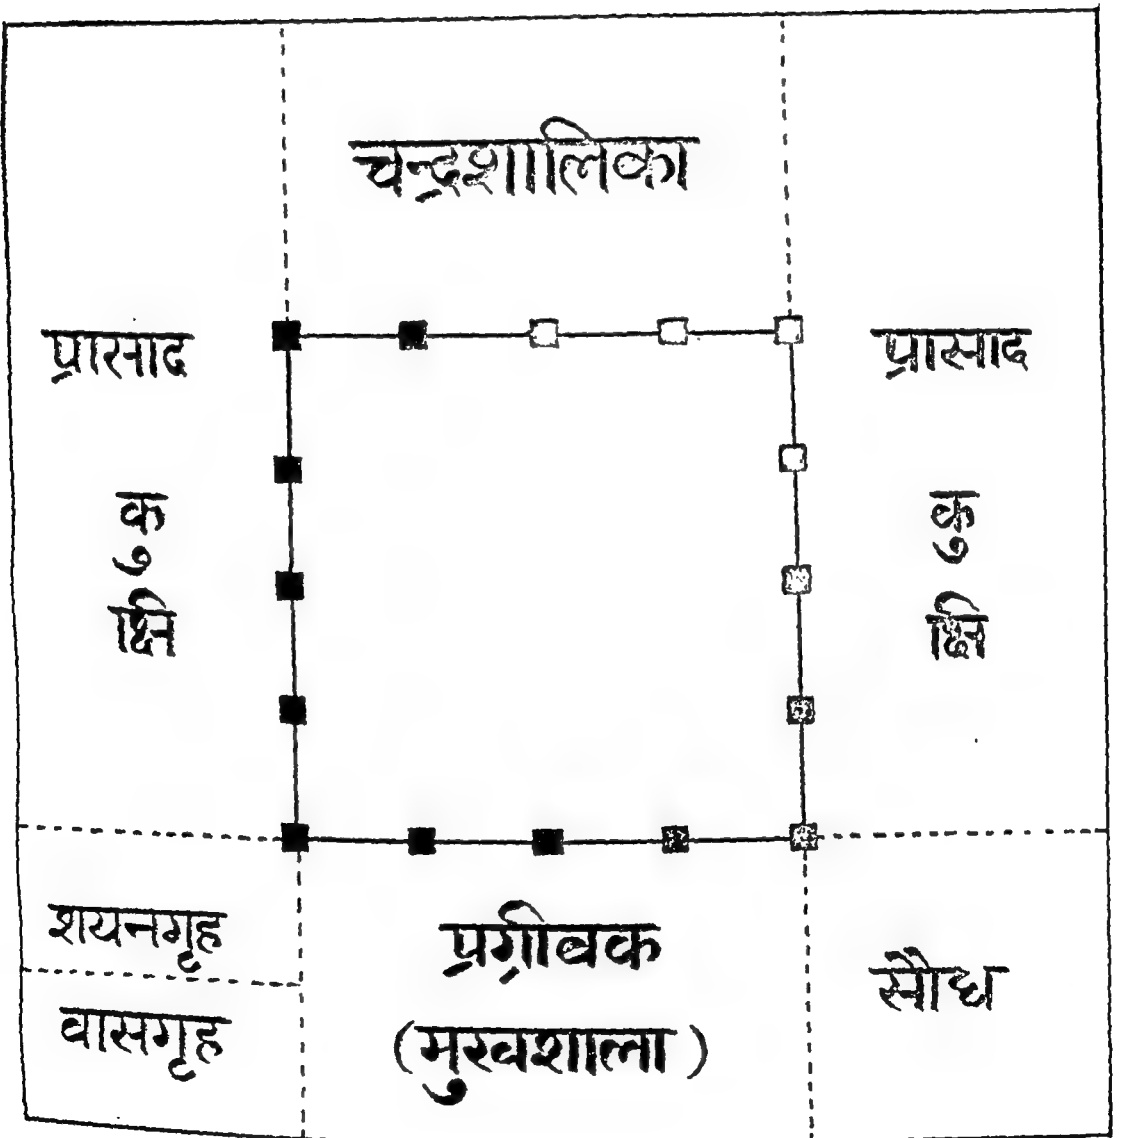 चन्द्रशालिका
प्रासाद
कु
क्षि
प्रासाद
कु
क्षि
शयनगृह
वासगृह
प्रग्रीवक
(मुखशाला)
सौध